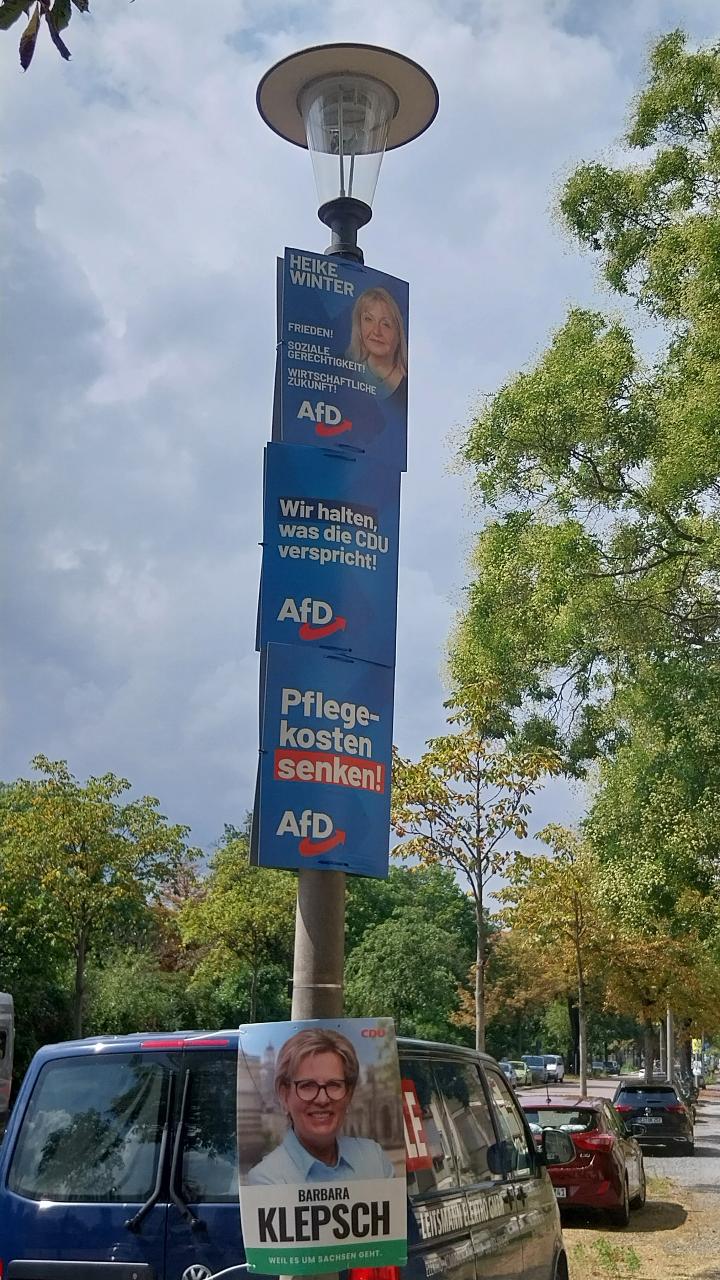 HEIKE
WINTER
FRIEDEN!
SOZIALE
GERECHTIGKEIT!
WIRTSCHAFTLICHE
ZUKUNFT!
AfD
Wir halten,
was die CDU
verspricht!
AfD
Pflege-
kosten
senken!
AfD
CDU
BARBARA
KLEPSCH
WEIL ES UM SACHSEN GEHT.
LE